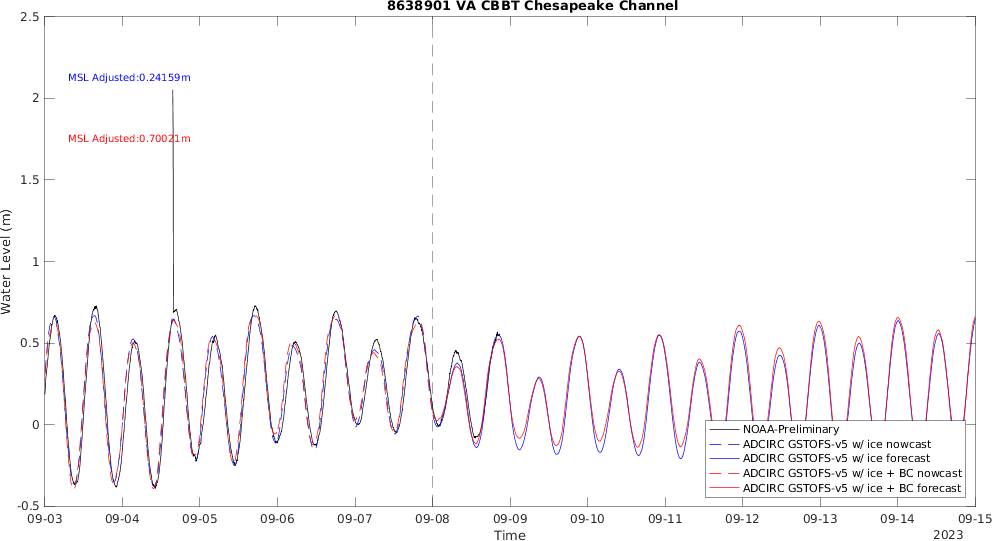 8638901 VA CBBT Chesapeake Channel
2.5
MSL Adjusted:0.24159m
2
MSL Adjusted:0.70021m
1.5
Water Level (m)
1
0.5
0
NOAA-Preliminary
ADCIRC GSTOFS-v5 w/ ice nowcast
ADCIRC GSTOFS-v5 w/ ice forecast
ADCIRC GSTOFS-v5 w/ ice + BC nowcast
ADCIRC GSTOFS-v5 w/ ice + BC forecast
-0.5
09-03 09-04 09-05 09-06 09-07 09-08 09-09 09-10 09-11 09-12 09-13 09-14 09-15
Time
2023